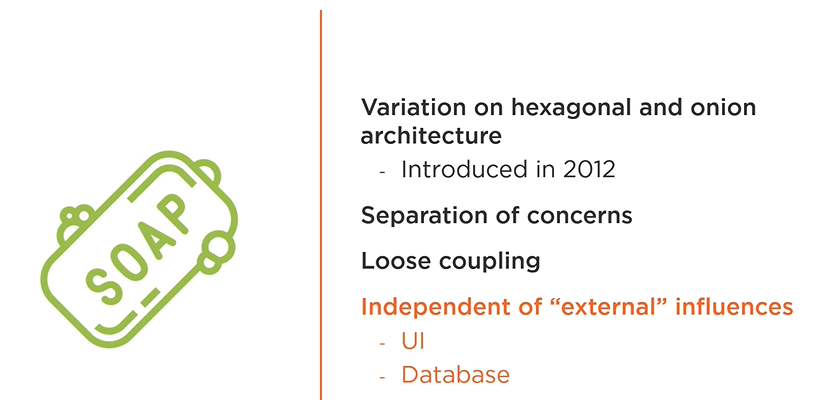 SOAP
Variation on hexagonal and onion
architecture
- Introduced in 2012
Separation of concerns
Loose coupling
Independent of “external” influences
- UI
- Database